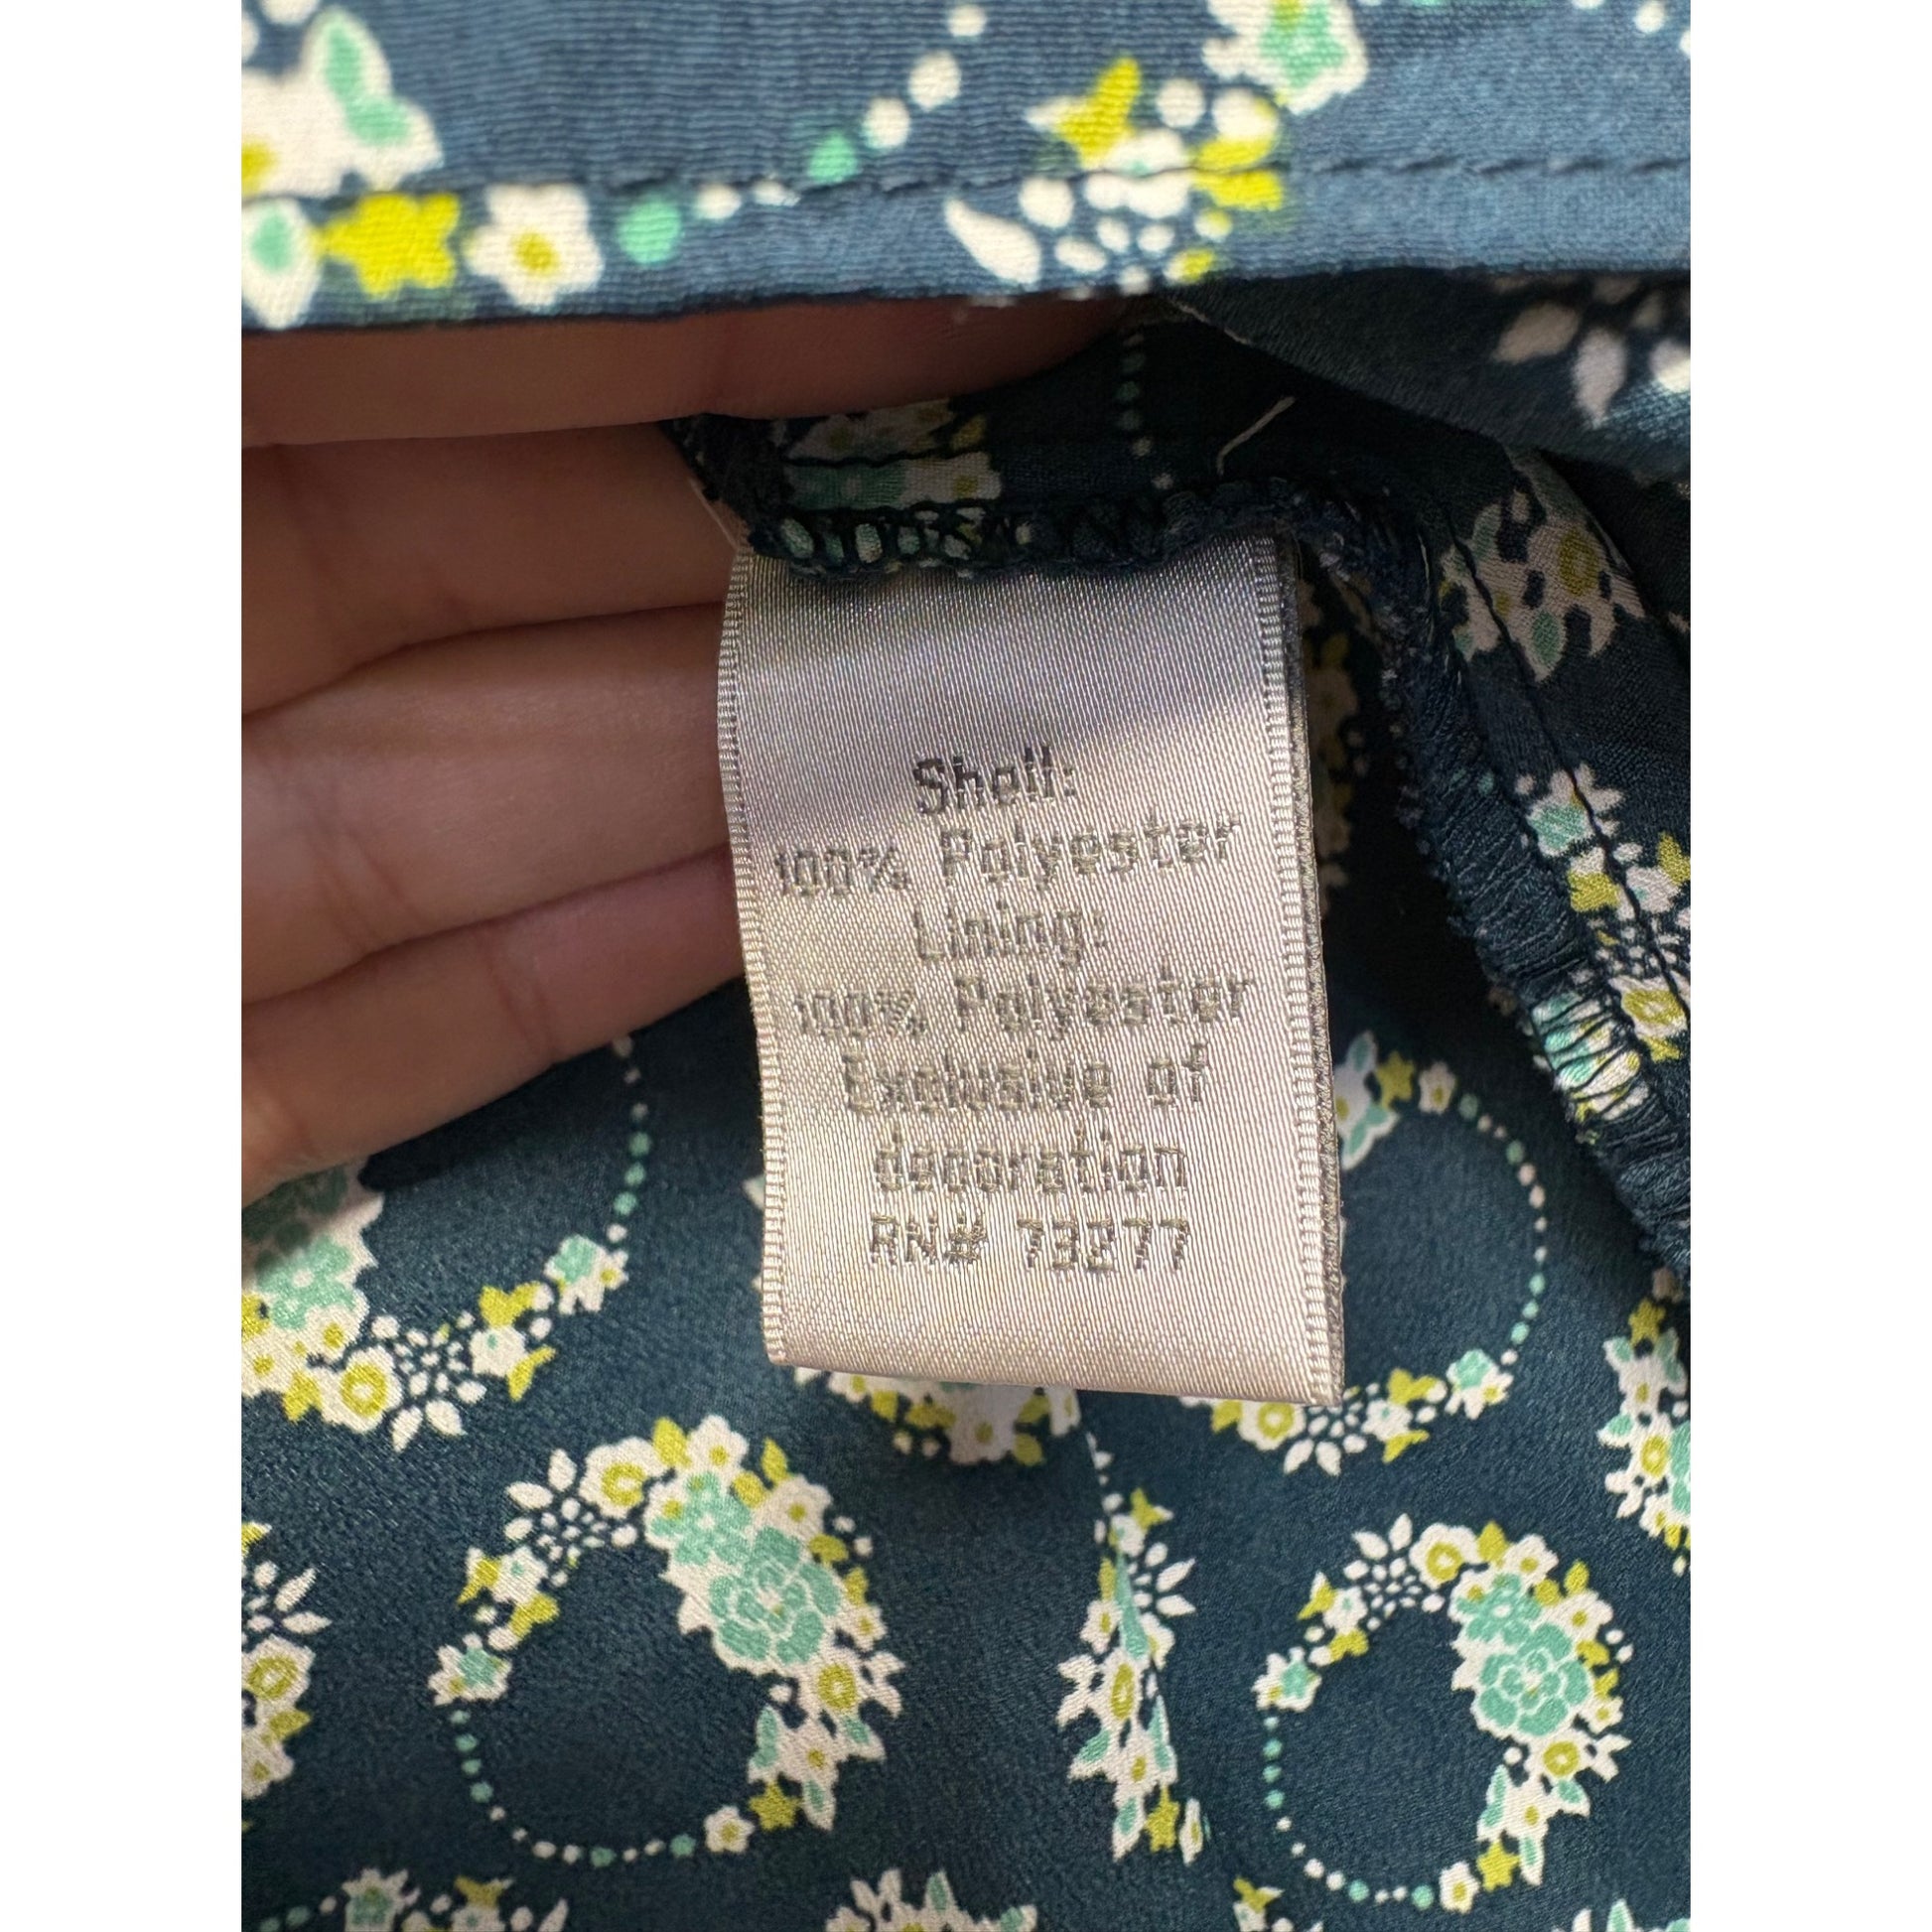 Shell:
100% Polyester
Lining:
100% Polyester
Exclusive of
decoration
RN# 73277